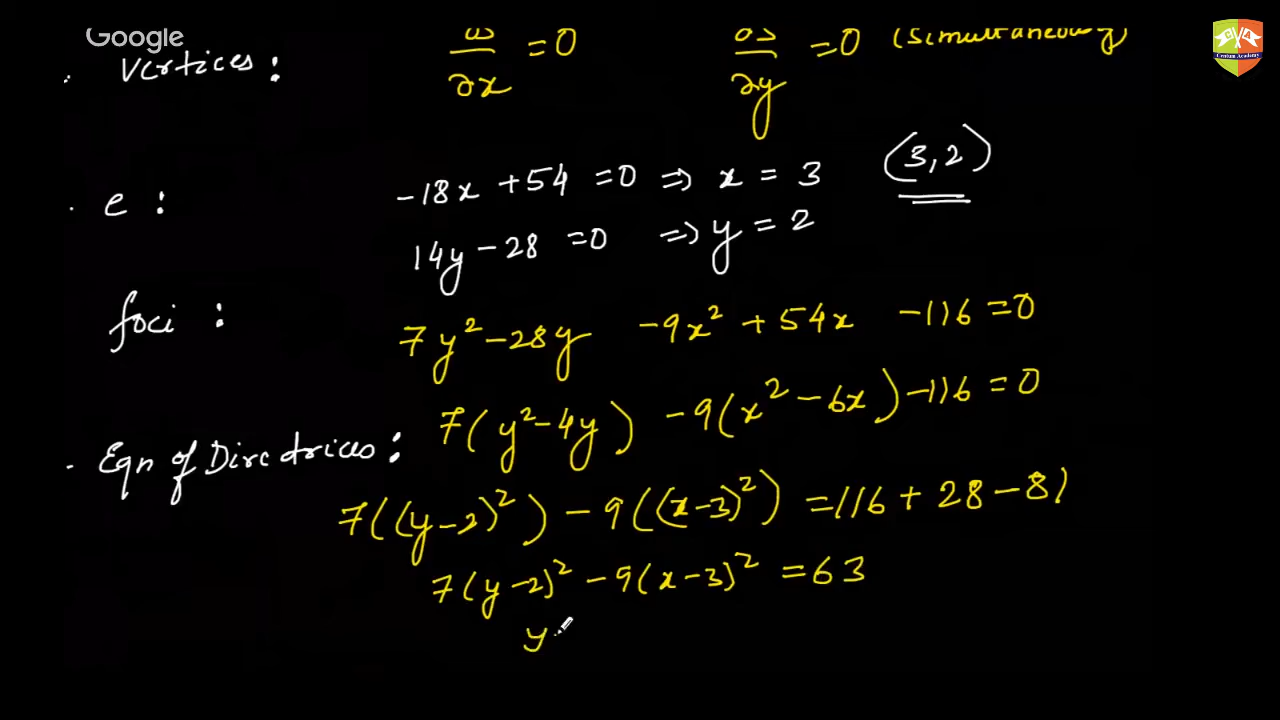 Google
Centum Academy
∂S/∂x = 0    ∂S/∂y = 0 (Simultaneously)
. Vertices :
. e : -18x + 54 = 0 ⇒ x = 3    (3,2)
14y - 28 = 0 ⇒ y = 2
foci :
7y² - 28y  - 9x² + 54x  - 116 = 0
7(y² - 4y) - 9(x² - 6x) - 116 = 0
. Eqn of Directrices :
7((y-2)²) - 9((x-3)²) = 116 + 28 - 81
7(y-2)² - 9(x-3)² = 63
y